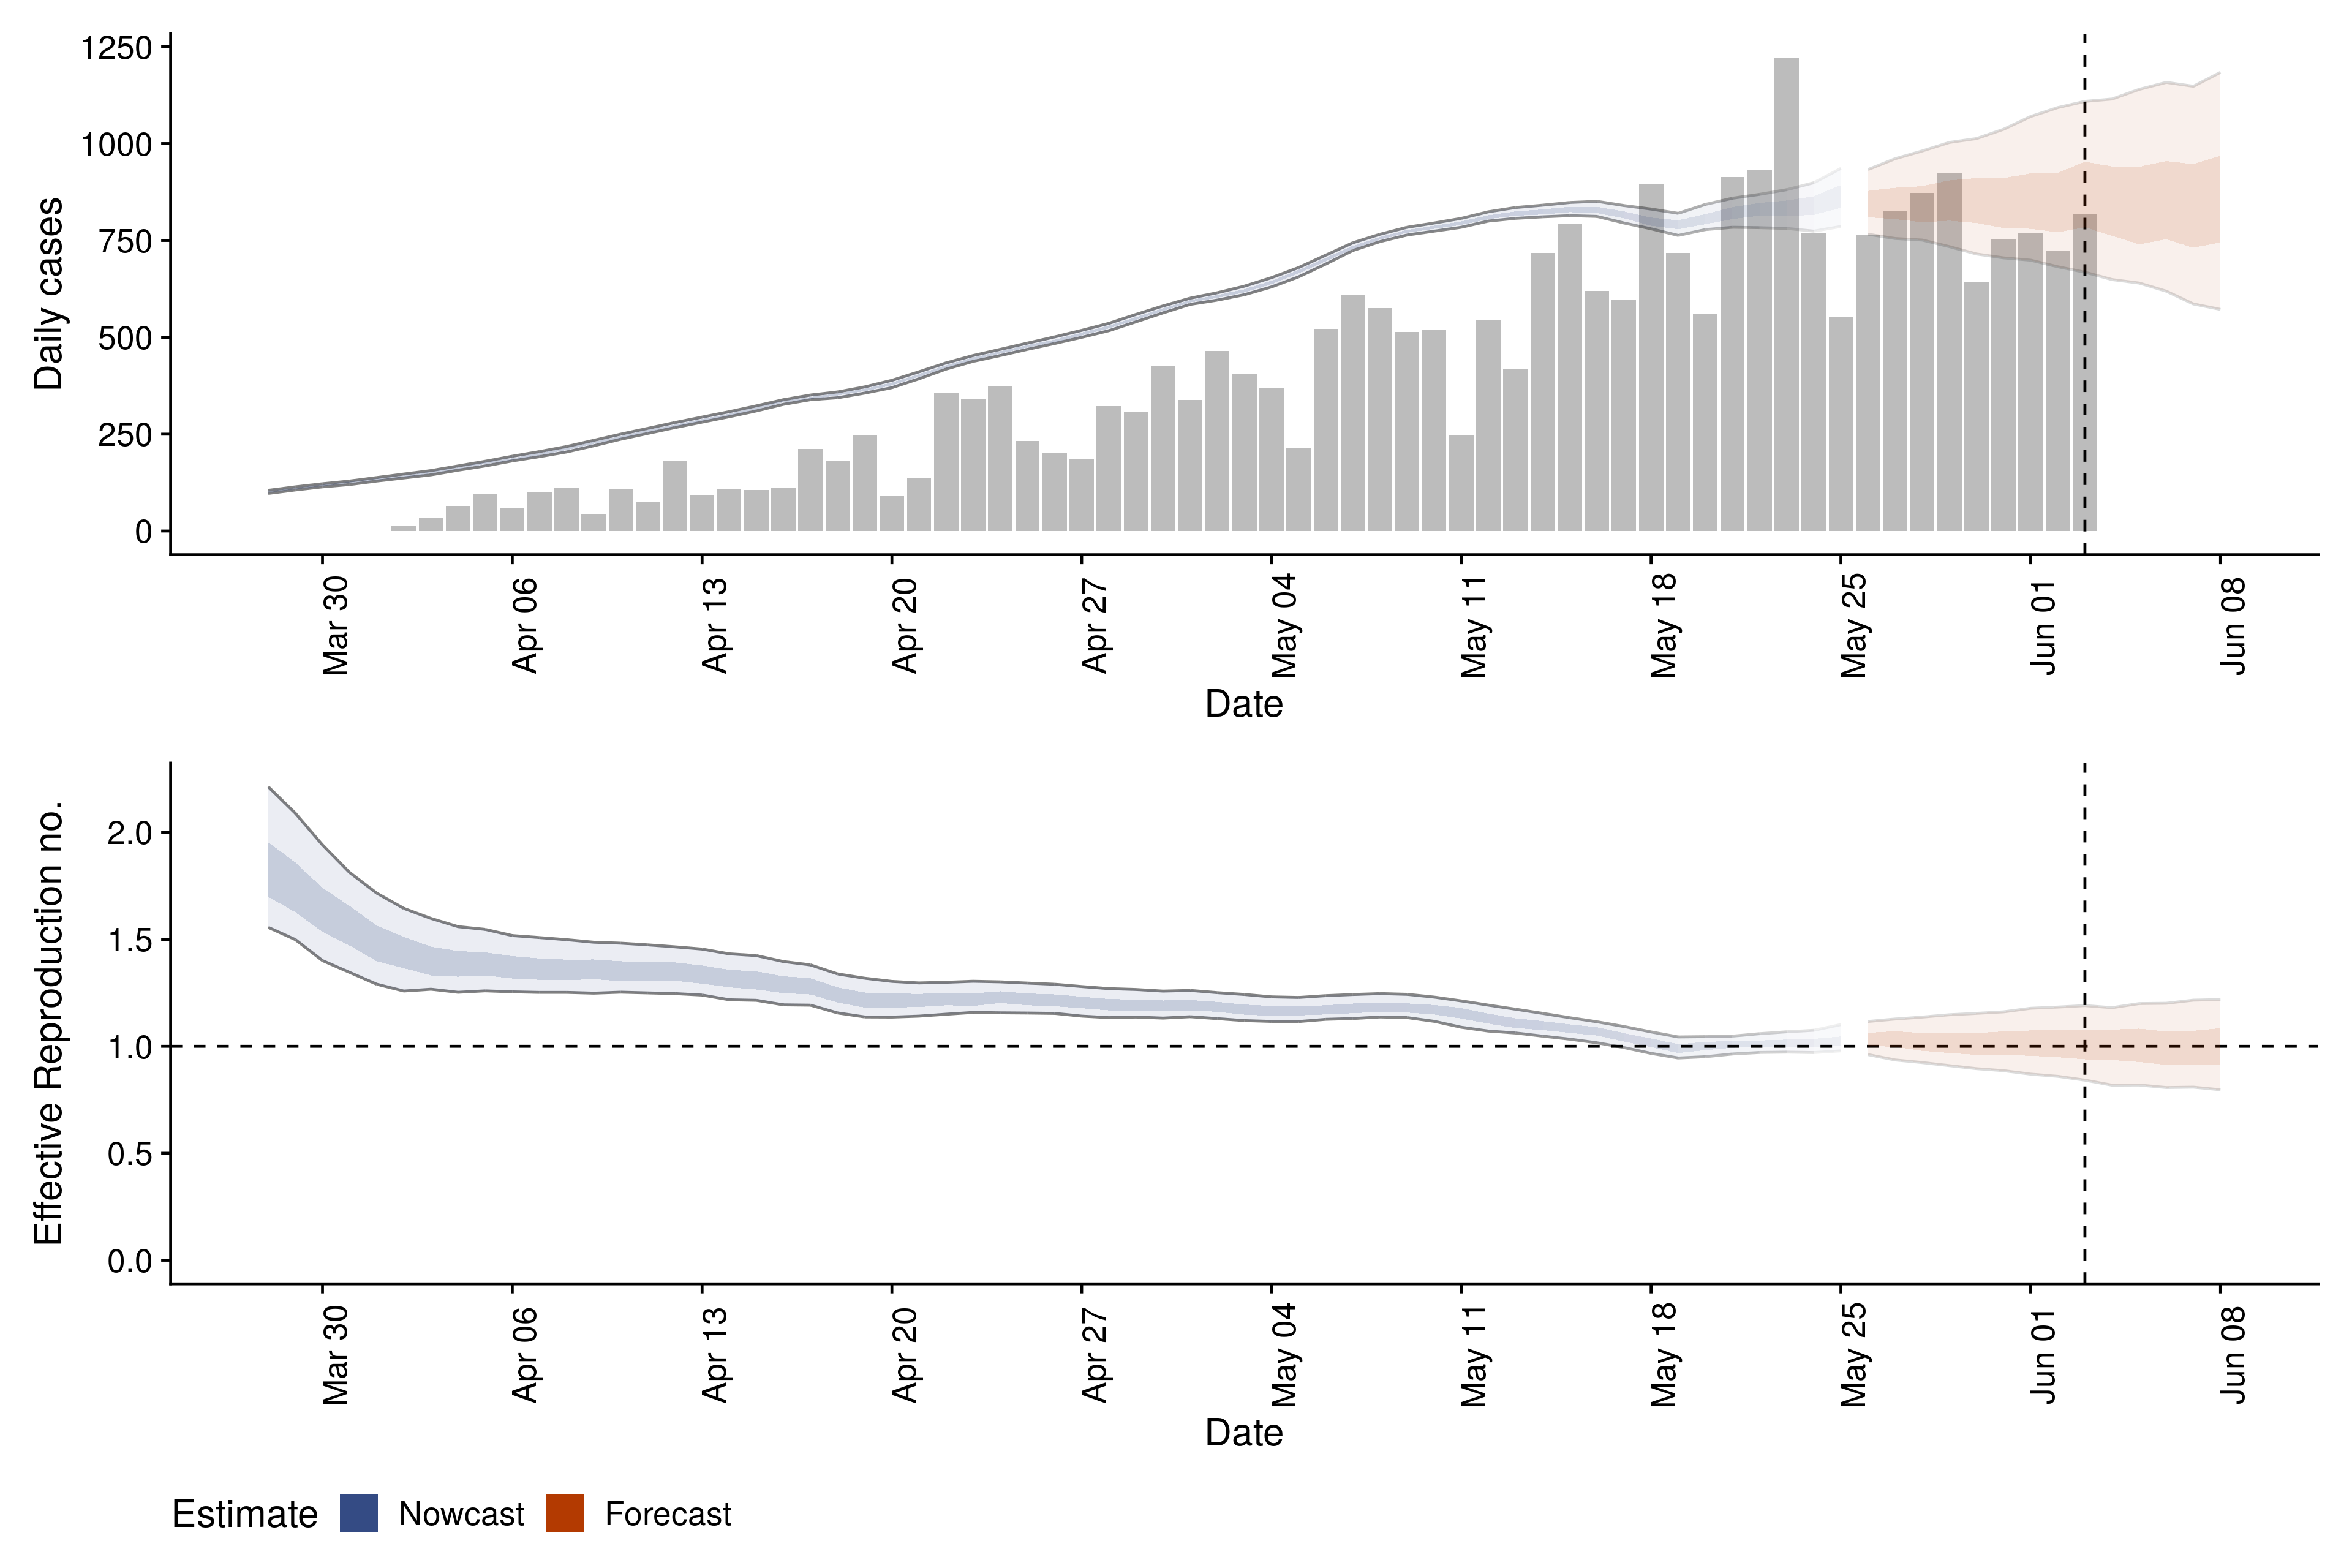 Daily cases
1250
1000
750
500
250
0
Mar 30
Apr 06
Apr 13
Apr 20
Apr 27
May 04
May 11
May 18
May 25
Jun 01
Jun 08
Date
Effective Reproduction no.
2.0
1.5
1.0
0.5
0.0
Mar 30
Apr 06
Apr 13
Apr 20
Apr 27
May 04
May 11
May 18
May 25
Jun 01
Jun 08
Date
Estimate Nowcast Forecast